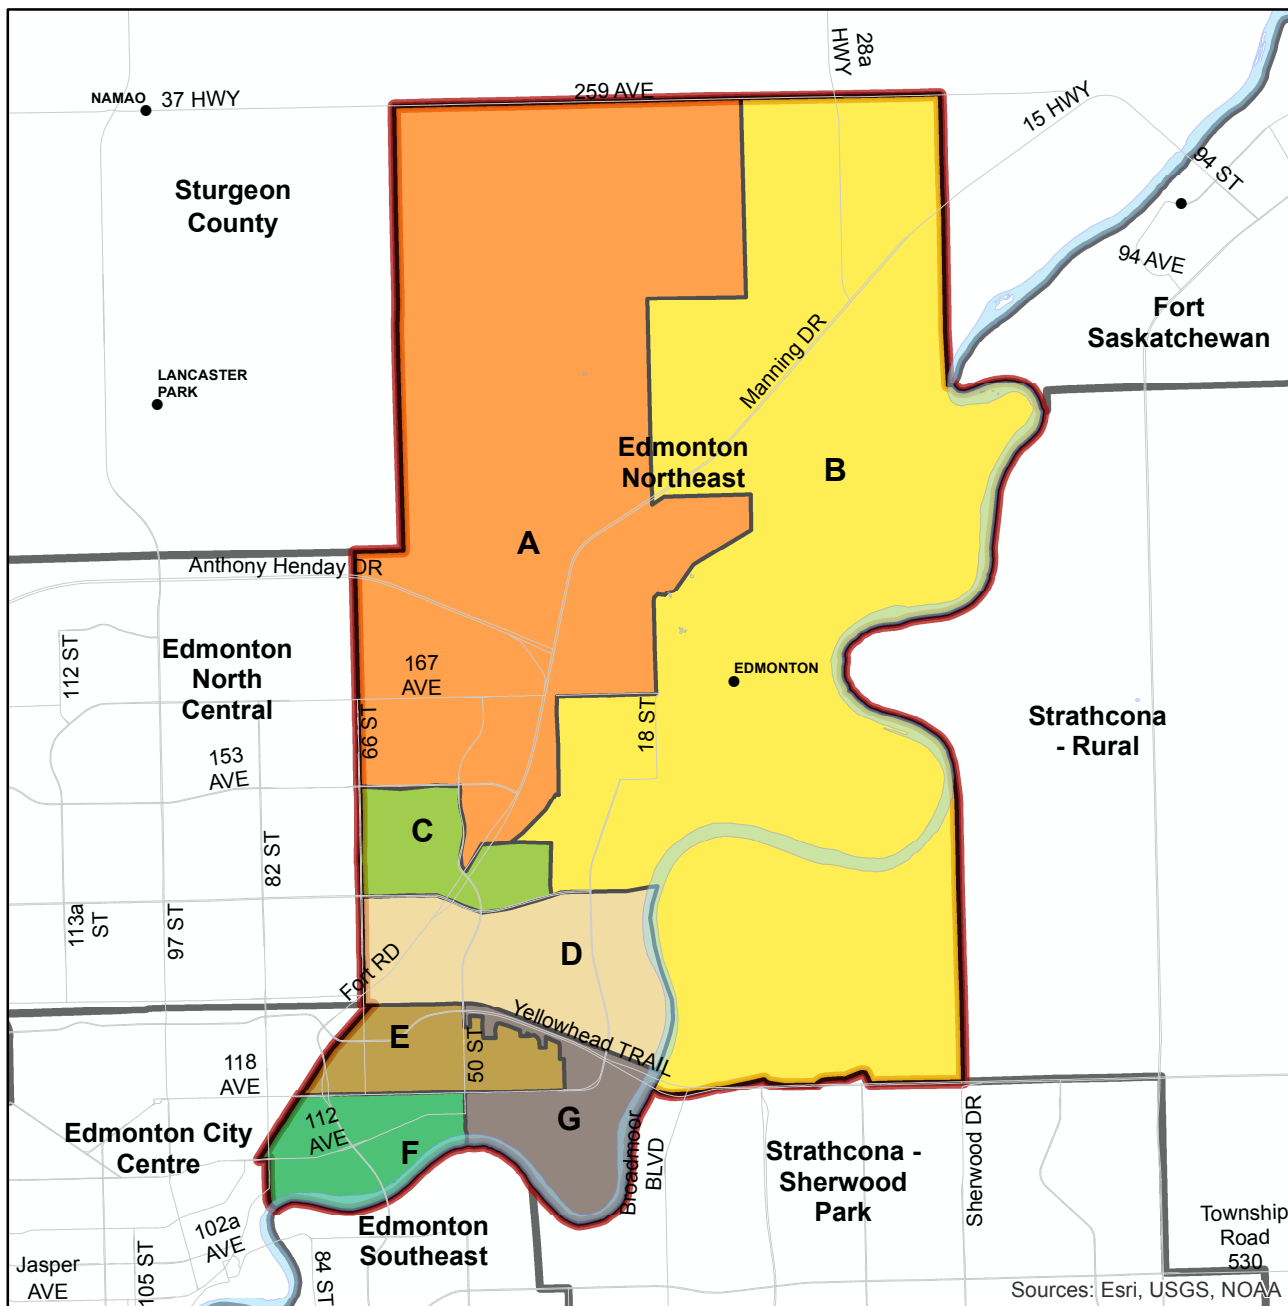 259 AVE
28a
HWY
NAMAO
37 HWY
15 HWY
94 ST
Sturgeon
County
94 AVE
Fort
Saskatchewan
LANCASTER
PARK
Manning DR
Edmonton
Northeast
B
A
Anthony Henday DR
112 ST
Edmonton
North
Central
167
AVE
EDMONTON
66 ST
18 ST
Strathcona
- Rural
153
AVE
C
82 ST
113a
ST
97 ST
D
Fort RD
Yellowhead TRAIL
E
50 ST
118
AVE
112
AVE
G
Edmonton City
Centre
F
Broadmoor
BLVD
Strathcona -
Sherwood
Park
Sherwood DR
102a
AVE
Edmonton
Southeast
Township
Road
530
Jasper
AVE
105 ST
84 ST
Sources: Esri, USGS, NOAA